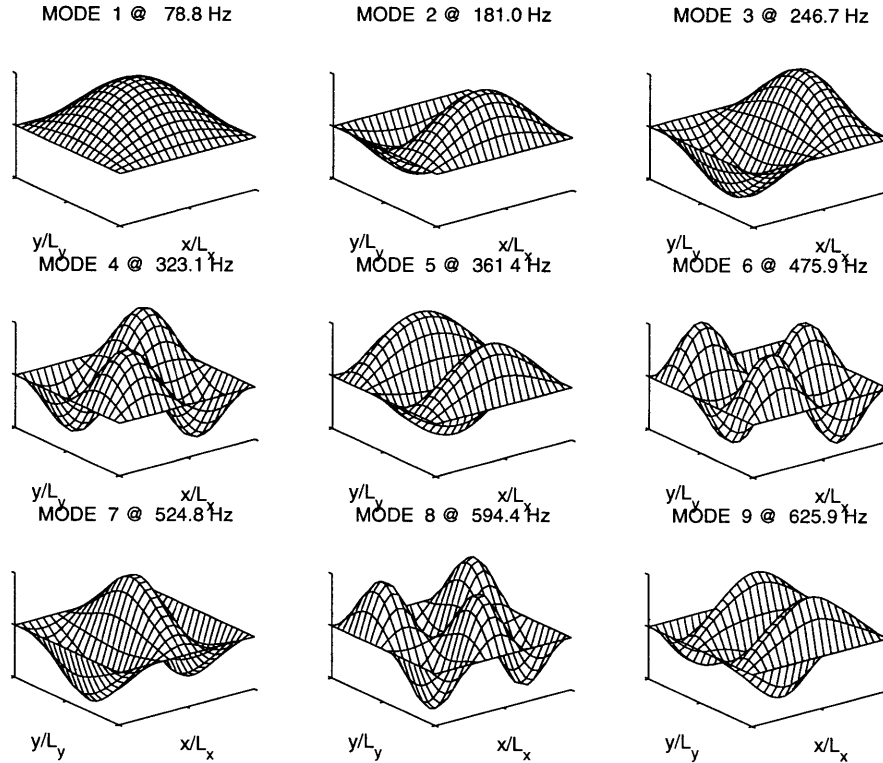 MODE 1 @ 78.8 Hz
MODE 2 @ 181.0 Hz
MODE 3 @ 246.7 Hz
y/Ly
x/Lx
y/Ly
x/Lx
y/Ly
x/Lx
MODE 4 @ 323.1 Hz
MODE 5 @ 361 4 Hz
MODE 6 @ 475.9 Hz
y/Ly
x/Lx
y/Ly
x/Lx
y/Ly
x/Lx
MODE 7 @ 524.8 Hz
MODE 8 @ 594.4 Hz
MODE 9 @ 625.9 Hz
y/Ly
x/Lx
y/Ly
x/Lx
y/Ly
x/Lx